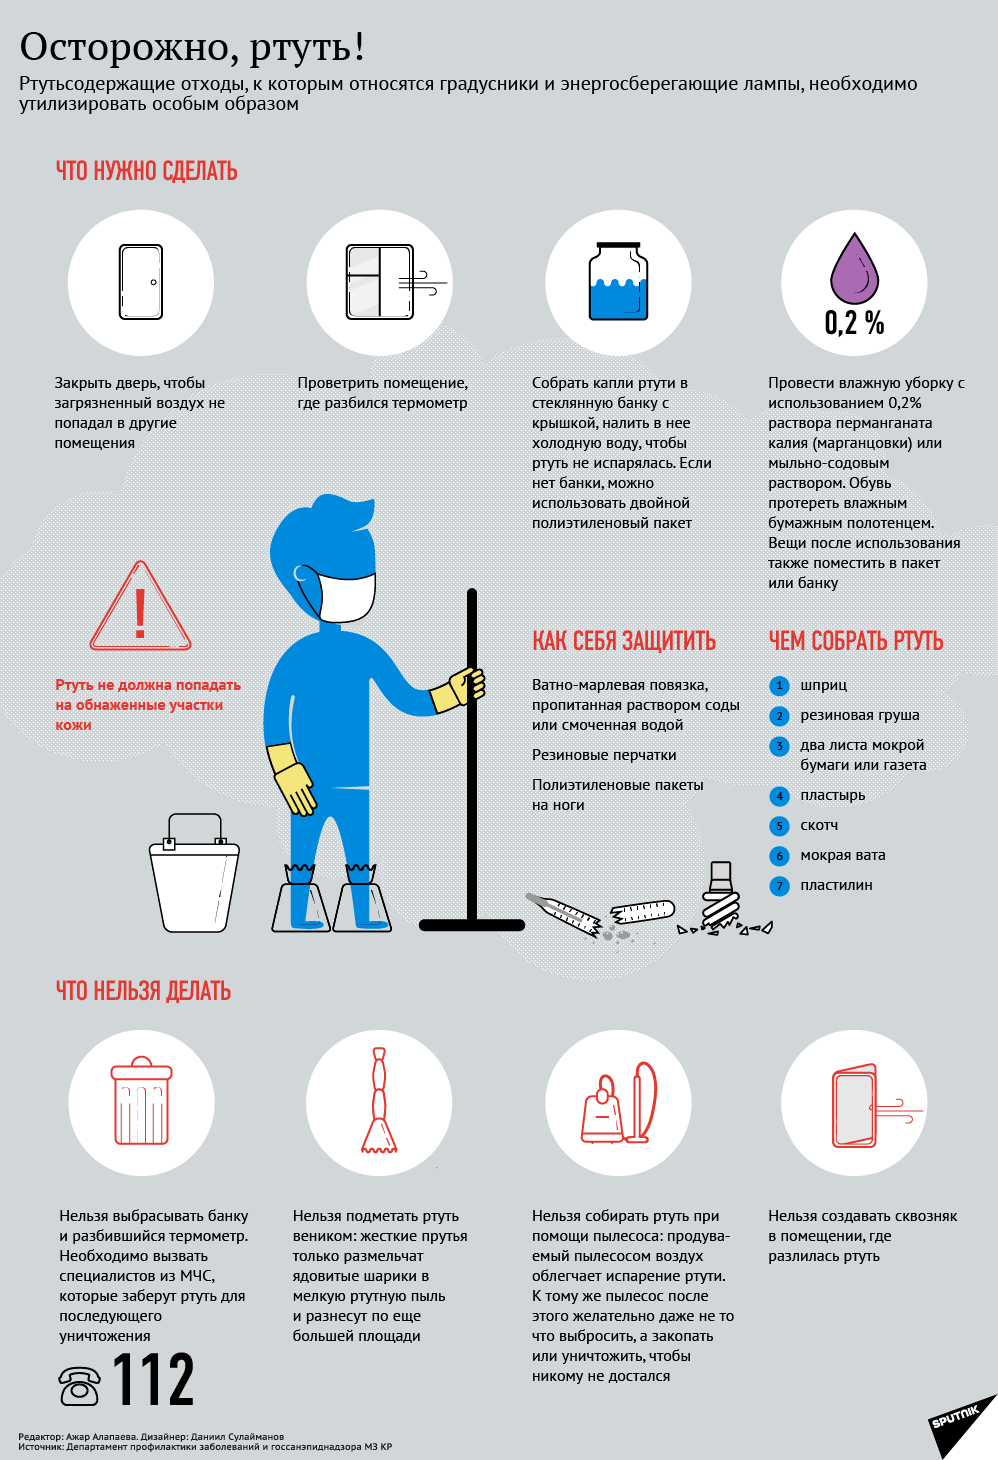 Осторожно, ртуть!
Ртутьсодержащие отходы, к которым относятся градусники и энергосберегающие лампы, необходимо
утилизировать особым образом
ЧТО НУЖНО СДЕЛАТЬ
0,2 %
Закрыть дверь, чтобы
загрязненный воздух не
попадал в другие
помещения
Проветрить помещение,
где разбился термометр
Собрать капли ртути в
стеклянную банку с
крышкой, налить в нее
холодную воду, чтобы
ртуть не испарялась. Если
нет банки, можно
использовать двойной
полиэтиленовый пакет
Провести влажную уборку с
использованием 0,2%
раствора перманганата
калия (марганцовки) или
мыльно-содовым
раствором. Обувь
протереть влажным
бумажным полотенцем.
Вещи после использования
также поместить в пакет
или банку
Ртуть не должна попадать
на обнаженные участки
кожи
КАК СЕБЯ ЗАЩИТИТЬ
Ватно-марлевая повязка,
пропитанная раствором соды
или смоченная водой
Резиновые перчатки
Полиэтиленовые пакеты
на ноги
ЧЕМ СОБРАТЬ РТУТЬ
1 шприц
2 резиновая груша
3 два листа мокрой
бумаги или газета
4 пластырь
5 скотч
6 мокрая вата
7 пластилин
ЧТО НЕЛЬЗЯ ДЕЛАТЬ
Нельзя выбрасывать банку
и разбившийся термометр.
Необходимо вызвать
специалистов из МЧС,
которые заберут ртуть для
последующего
уничтожения
112
Нельзя подметать ртуть
веником: жесткие прутья
только размельчат
ядовитые шарики в
мелкую ртутную пыль
и разнесут по еще
большей площади
Нельзя собирать ртуть при
помощи пылесоса: продува-
емый пылесосом воздух
облегчает испарение ртути.
К тому же пылесос после
этого желательно даже не то
что выбросить, а закопать
или уничтожить, чтобы
никому не достался
Нельзя создавать сквозняк
в помещении, где
разлилась ртуть
Редактор: Ажар Алапаева. Дизайнер: Даниил Сулайманов
Источник: Департамент профилактики заболеваний и госсанэпиднадзора МЗ КР
SPUTNIK